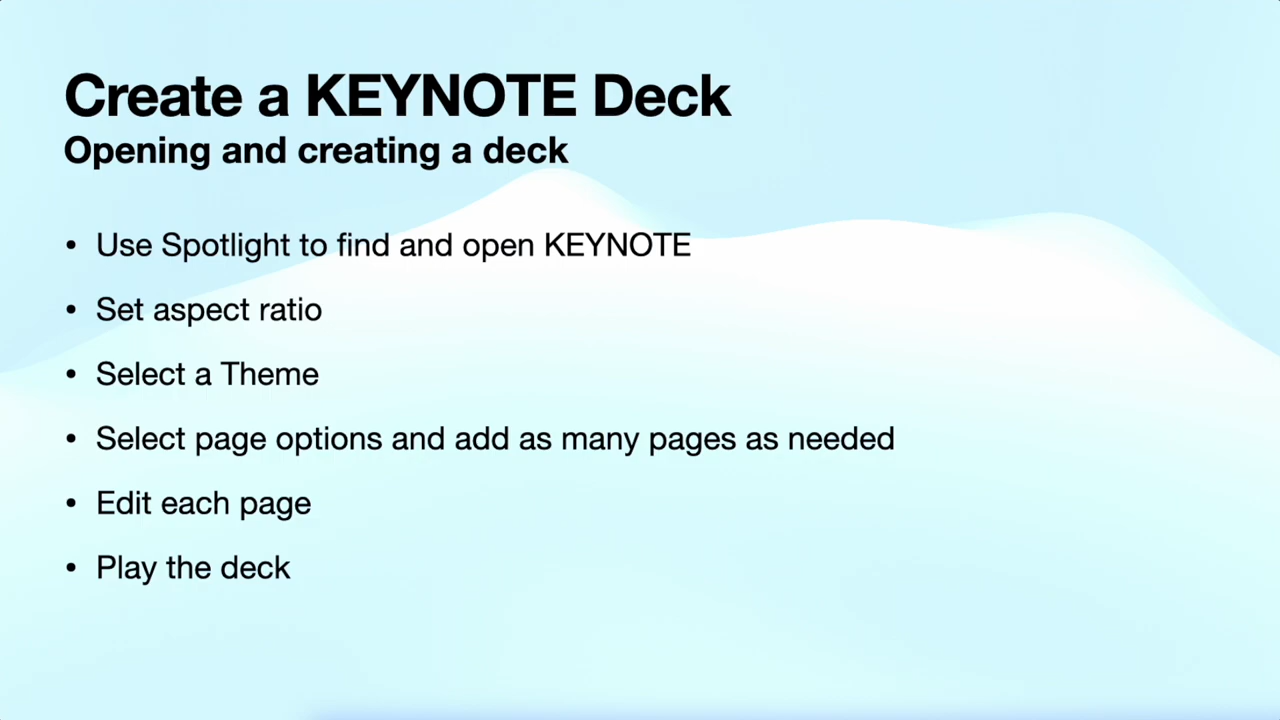 Create a KEYNOTE Deck
Opening and creating a deck
• Use Spotlight to find and open KEYNOTE
• Set aspect ratio
• Select a Theme
• Select page options and add as many pages as needed
• Edit each page
• Play the deck